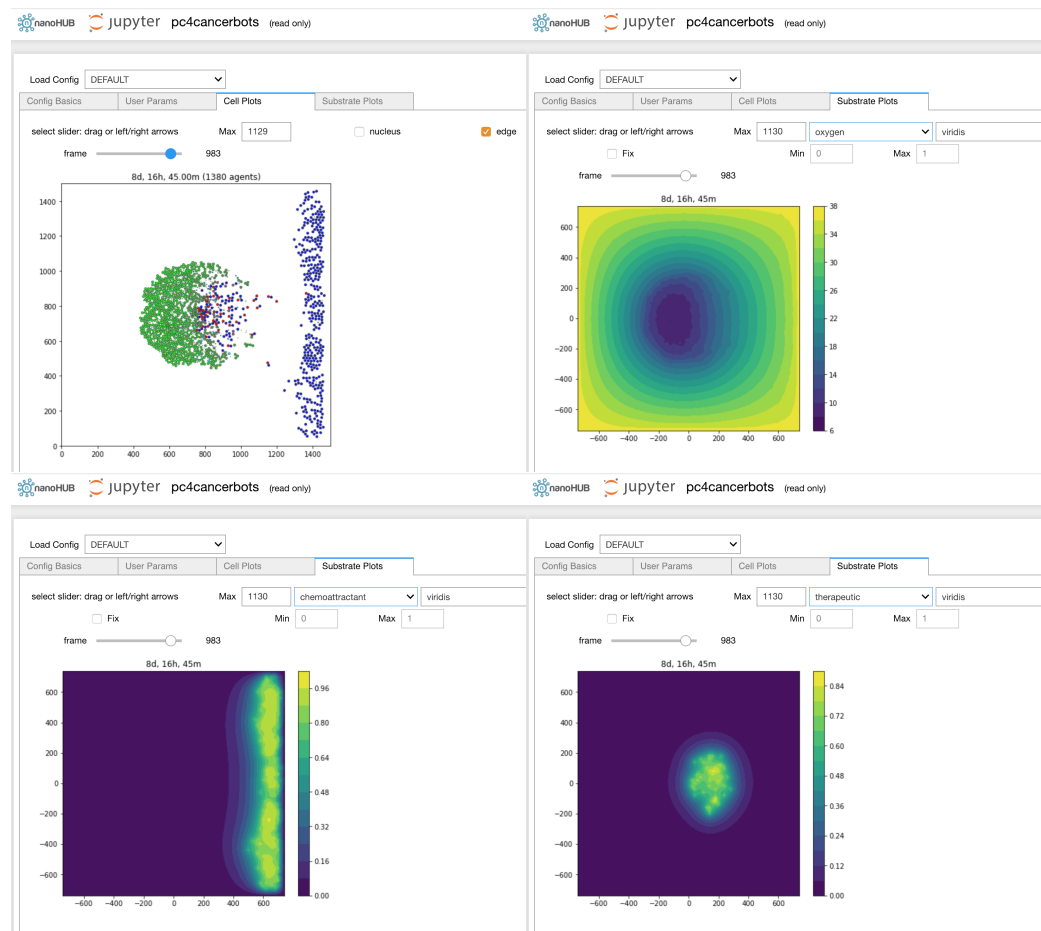 nanoHUB jupyter pc4cancerbots (read only)
Load Config DEFAULT
Config Basics User Params Cell Plots Substrate Plots
select slider: drag or left/right arrows Max 1129 nucleus edge
frame 983
8d, 16h, 45.00m (1380 agents)
1400
1200
1000
800
600
400
200
0
0 200 400 600 800 1000 1200 1400
nanoHUB jupyter pc4cancerbots (read only)
Load Config DEFAULT
Config Basics User Params Cell Plots Substrate Plots
select slider: drag or left/right arrows Max 1130 oxygen viridis
Fix Min 0 Max 1
frame 983
8d, 16h, 45m
600
400
200
0
−200
−400
−600
−600 −400 −200 0 200 400 600
38
34
30
26
22
18
14
10
6
nanoHUB jupyter pc4cancerbots (read only)
Load Config DEFAULT
Config Basics User Params Cell Plots Substrate Plots
select slider: drag or left/right arrows Max 1130 chemoattractant viridis
Fix Min 0 Max 1
frame 983
8d, 16h, 45m
600
400
200
0
−200
−400
−600
−600 −400 −200 0 200 400 600
0.96
0.80
0.64
0.48
0.32
0.16
0.00
nanoHUB jupyter pc4cancerbots (read only)
Load Config DEFAULT
Config Basics User Params Cell Plots Substrate Plots
select slider: drag or left/right arrows Max 1130 therapeutic viridis
Fix Min 0 Max 1
frame 983
8d, 16h, 45m
600
400
200
0
−200
−400
−600
−600 −400 −200 0 200 400 600
0.84
0.72
0.60
0.48
0.36
0.24
0.12
0.00